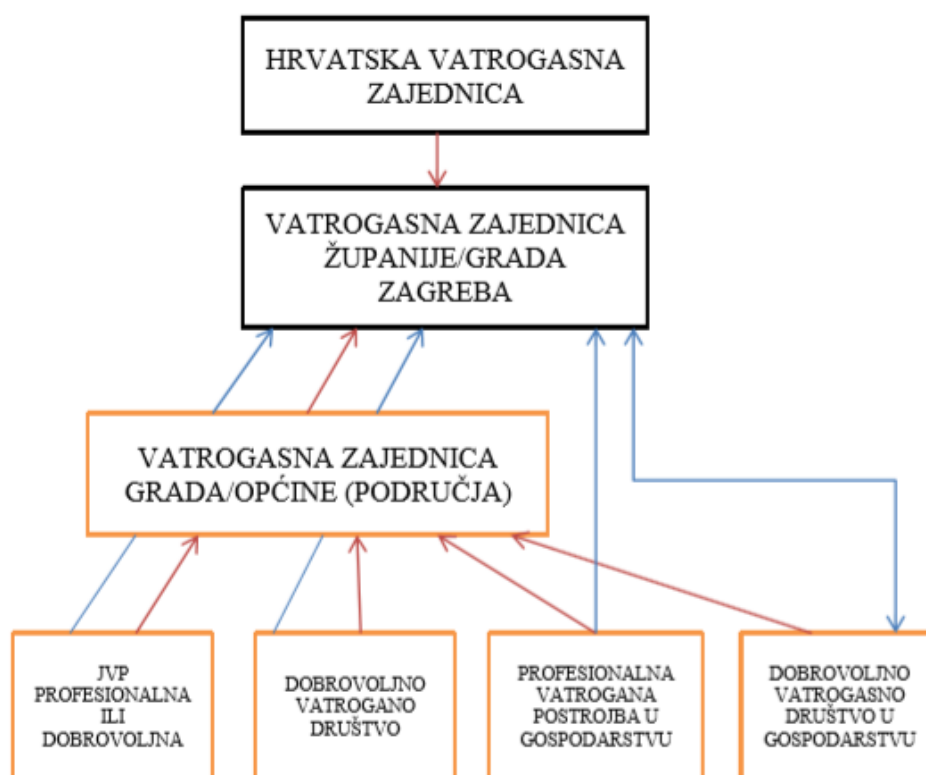 HRVATSKA VATROGASNA
ZAJEDNICA
VATROGASNA ZAJEDNICA
ŽUPANIJE/GRADA
ZAGREBA
VATROGASNA ZAJEDNICA
GRADA/OPĆINE (PODRUČJA)
JVP
PROFESIONALNA
ILI
DOBROVOLJNA
DOBROVOLJNO
VATROGANO
DRUŠTVO
PROFESIONALNA
VATROGANA
POSTROJBA U
GOSPODARSTVU
DOBROVOLJNO
VATROGASNO
DRUŠTVO U
GOSPODARSTVU